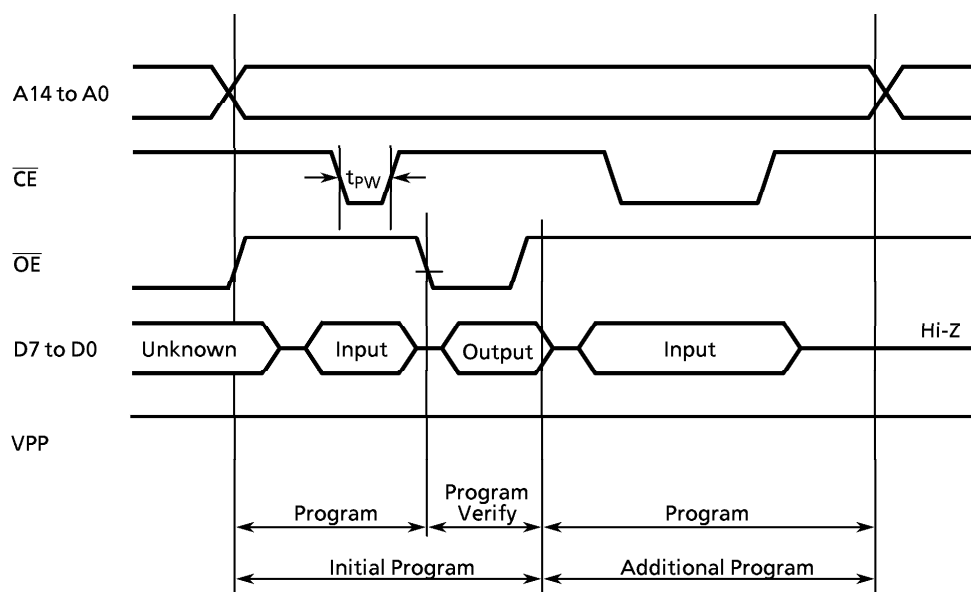 A14 to A0
CE
tPW
OE
D7 to D0
Unknown
Input
Output
Input
Hi-Z
VPP
Program
Program
Verify
Program
Initial Program
Additional Program